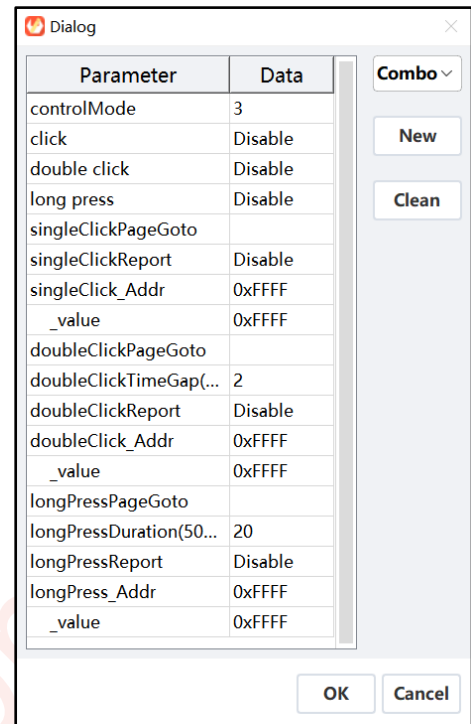 Dialog
Parameter Data
Combo
controlMode 3
click Disable
New
double click Disable
long press Disable
Clean
singleClickPageGoto
singleClickReport Disable
singleClick_Addr 0xFFFF
_value 0xFFFF
doubleClickPageGoto
doubleClickTimeGap(... 2
doubleClickReport Disable
doubleClick_Addr 0xFFFF
_value 0xFFFF
longPressPageGoto
longPressDuration(50... 20
longPressReport Disable
longPress_Addr 0xFFFF
_value 0xFFFF
OK Cancel